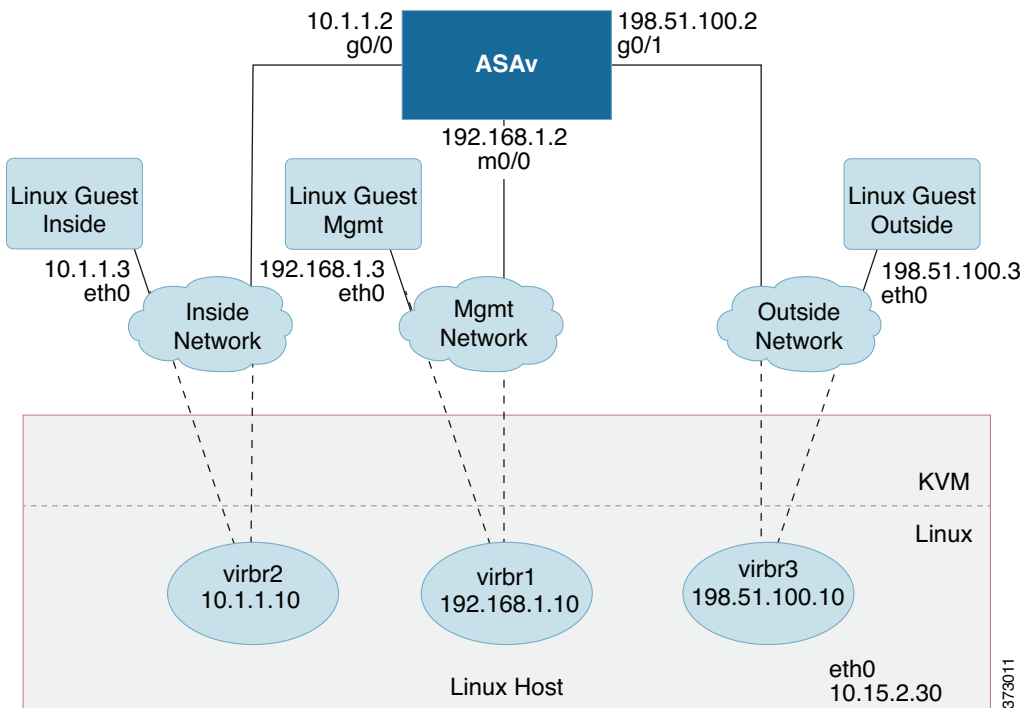 10.1.1.2
g0/0
ASAv
198.51.100.2
g0/1
192.168.1.2
m0/0
Linux Guest
Inside
Linux Guest
Mgmt
Linux Guest
Outside
10.1.1.3
eth0
192.168.1.3
eth0
198.51.100.3
eth0
Inside
Network
Mgmt
Network
Outside
Network
KVM
Linux
virbr2
10.1.1.10
virbr1
192.168.1.10
virbr3
198.51.100.10
Linux Host
eth0
10.15.2.30
373011